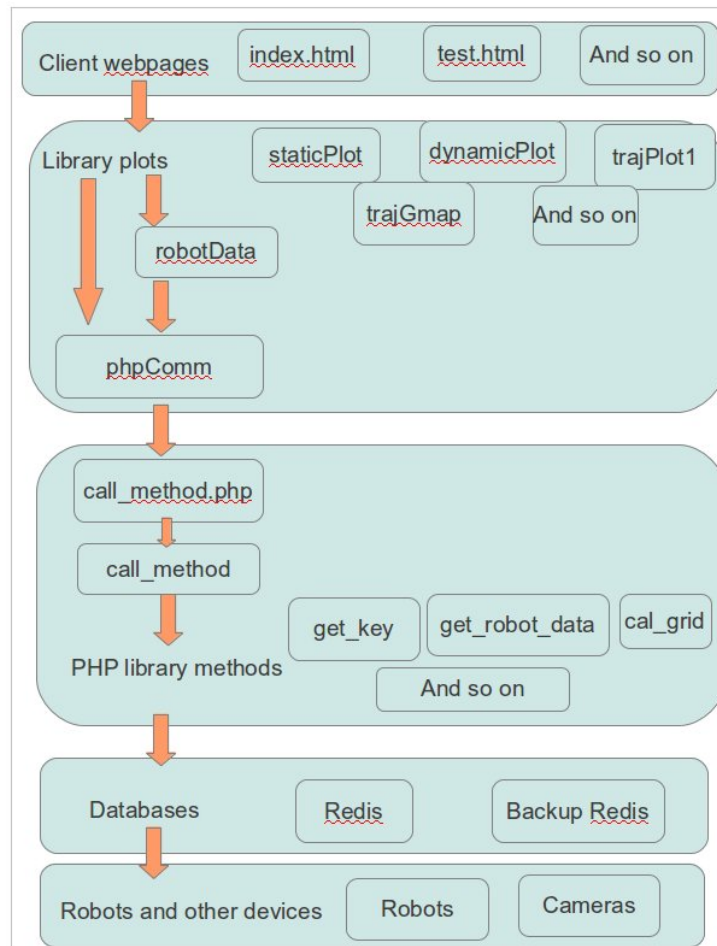 Client webpages
index.html
test.html
And so on
Library plots
staticPlot
dynamicPlot
trajPlot1
trajGmap
And so on
robotData
phpComm
call_method.php
call_method
get_key
get_robot_data
cal_grid
PHP library methods
And so on
Databases
Redis
Backup Redis
Robots and other devices
Robots
Cameras